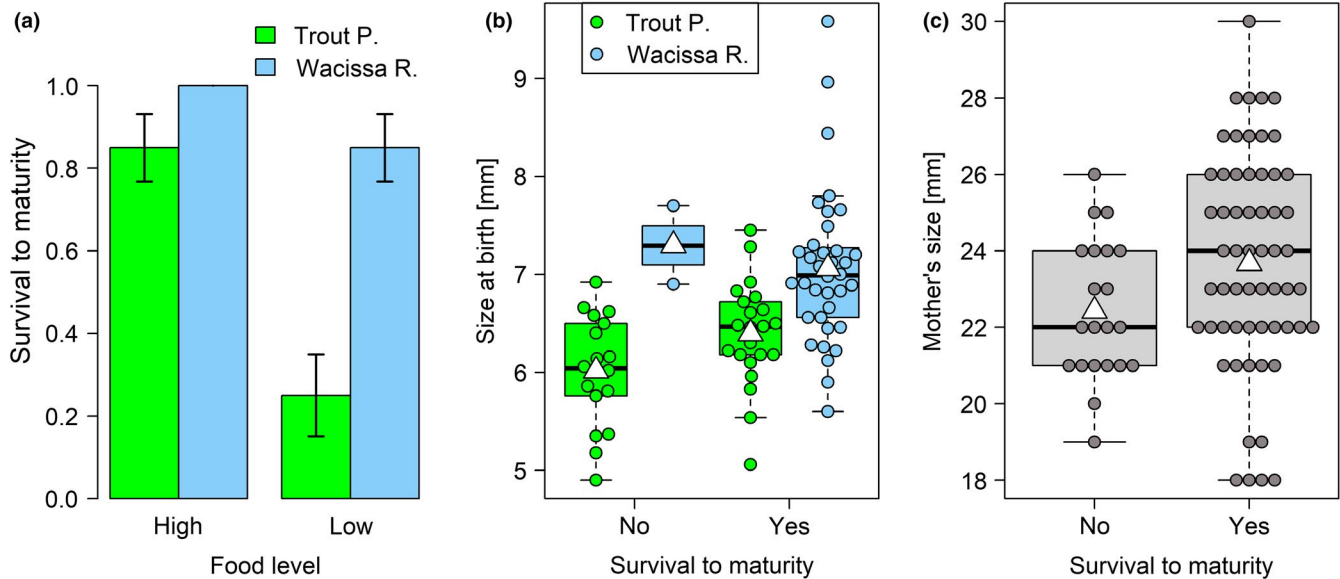 (a)
Trout P.
Wacissa R.
Survival to maturity
1.0
0.8
0.6
0.4
0.2
0.0
High
Low
Food level
(b)
Trout P.
Wacissa R.
Size at birth [mm]
9
8
7
6
5
No
Yes
Survival to maturity
(c)
Mother's size [mm]
30
28
26
24
22
20
18
No
Yes
Survival to maturity